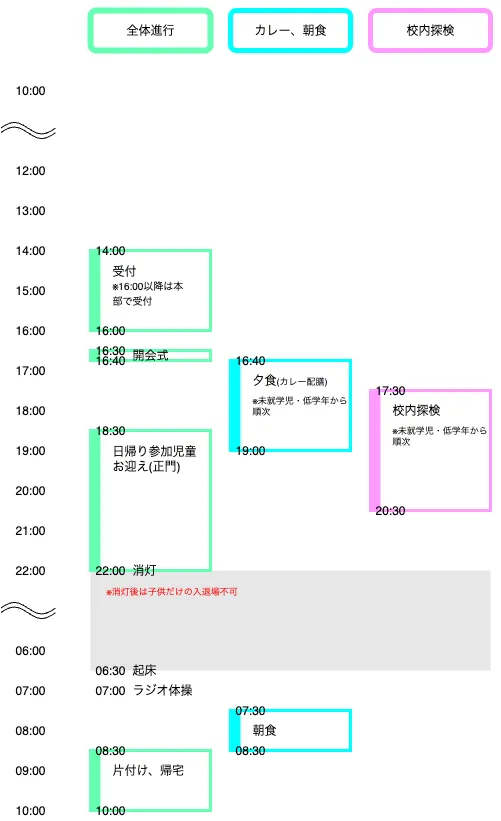 全体進行
カレー、朝食
校内探検
10:00
12:00
13:00
14:00
14:00
受付
※16:00以降は本
部で受付
15:00
16:00
16:00
16:30 開会式
16:40
16:40
夕食(カレー配膳)
※未就学児・低学年から
順次
17:00
17:30
校内探検
※未就学児・低学年から
順次
18:00
18:30
日帰り参加児童
お迎え(正門)
19:00
19:00
20:00
20:30
21:00
22:00
22:00 消灯
※消灯後は子供だけの入退場不可
06:00
06:30 起床
07:00
07:00 ラジオ体操
07:30
朝食
08:00
08:30
08:30
片付け、帰宅
09:00
10:00
10:00